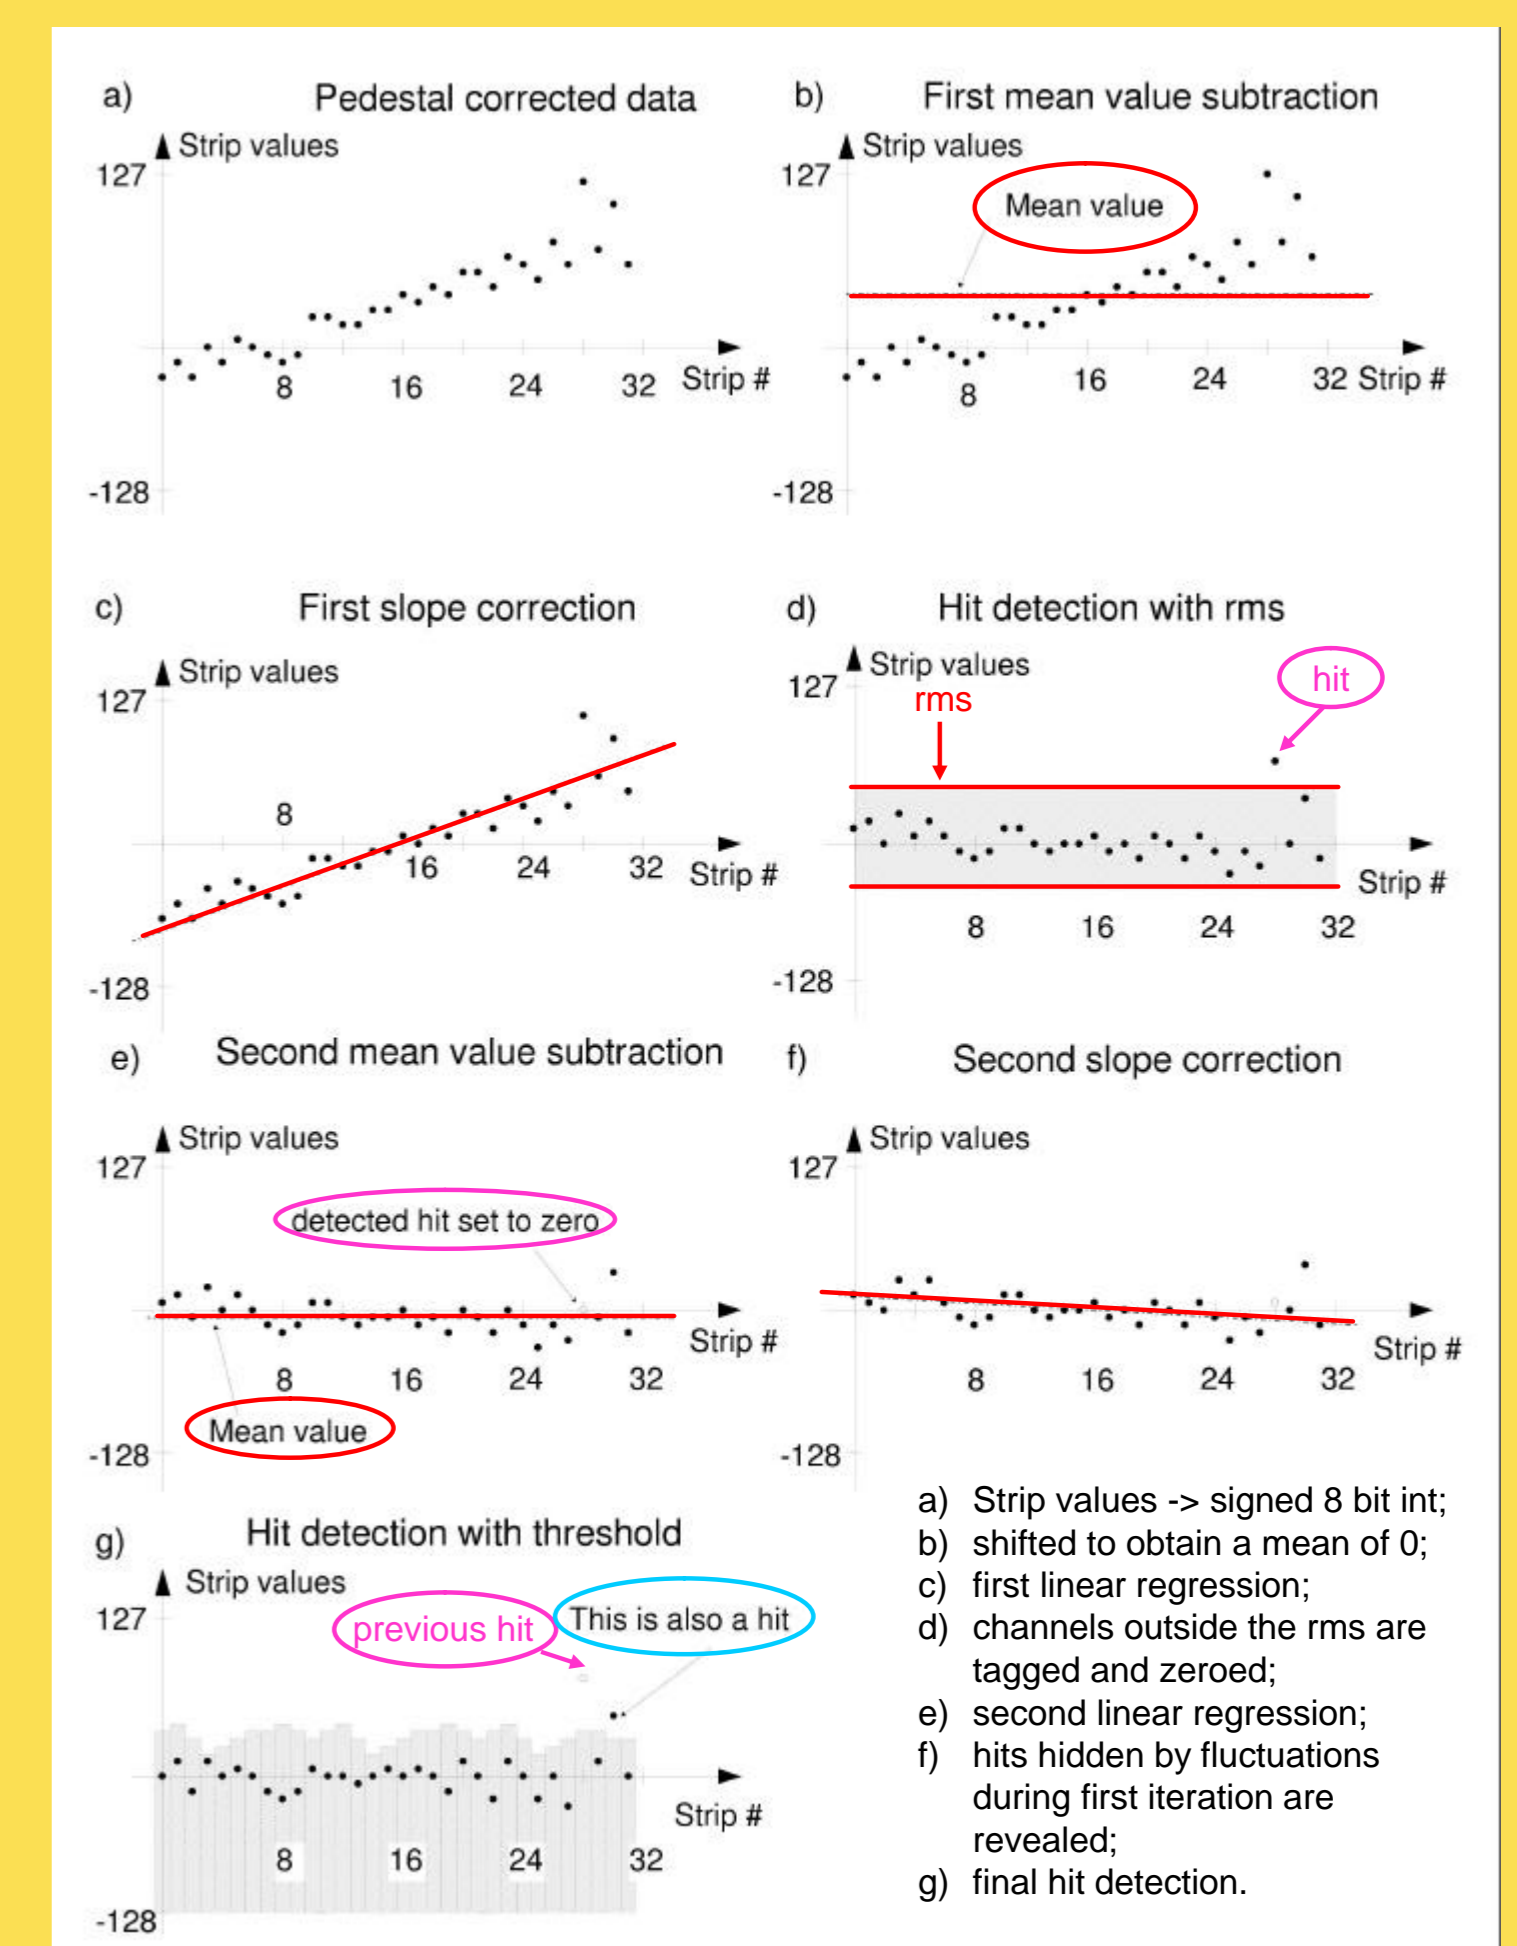 a)
Pedestal corrected data
Strip values
127
8
16
24
32
Strip #
-128
b)
First mean value subtraction
Strip values
127
Mean value
8
16
24
32
Strip #
-128
c)
First slope correction
Strip values
127
8
16
24
32
Strip #
-128
d)
Hit detection with rms
Strip values
127
rms
hit
Strip #
8
16
24
32
-128
e)
Second mean value subtraction
Strip values
127
detected hit set to zero
Strip #
8
16
24
32
Mean value
-128
f)
Second slope correction
Strip values
127
Strip #
8
16
24
32
-128
g)
Hit detection with threshold
Strip values
127
previous hit
This is also a hit
Strip #
8
16
24
32
-128
a) Strip values -> signed 8 bit int;
b) shifted to obtain a mean of 0;
c) first linear regression;
d) channels outside the rms are
tagged and zeroed;
e) second linear regression;
f) hits hidden by fluctuations
during first iteration are
revealed;
g) final hit detection.